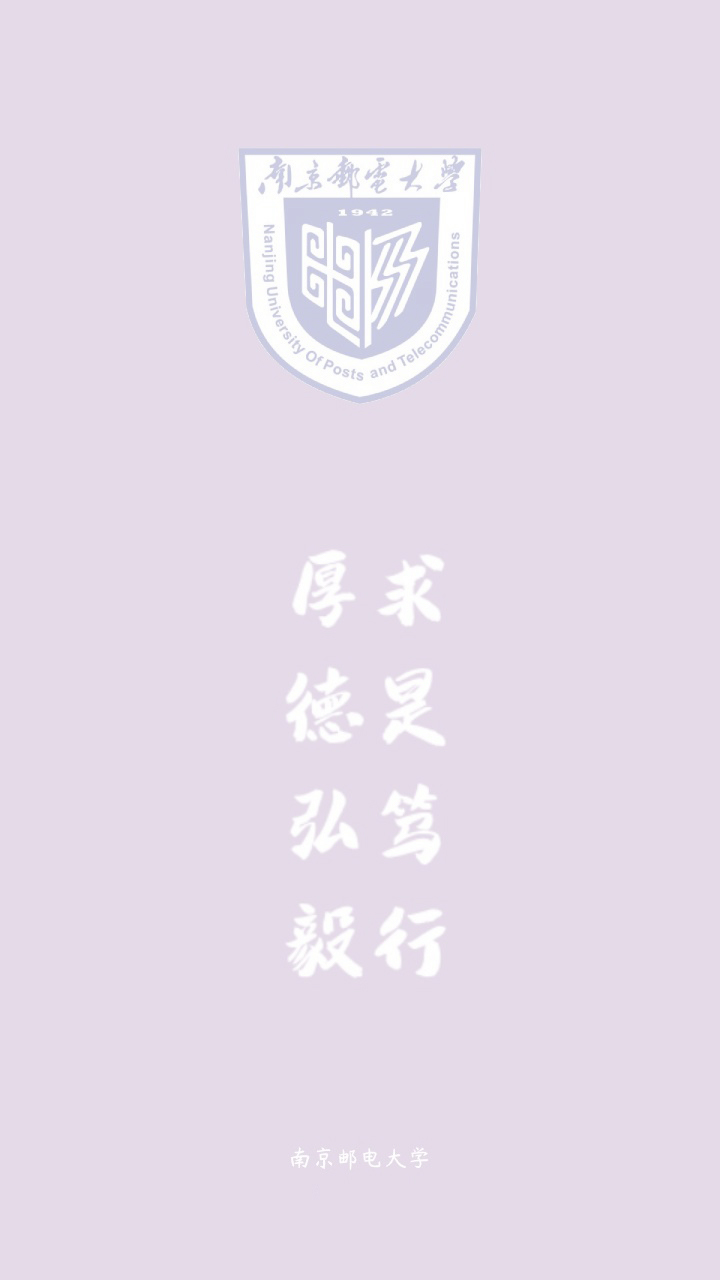 南京郵電大學
1942
Nanjing University Of Posts and Telecommunications
厚德弘毅
求是笃行
南京邮电大学